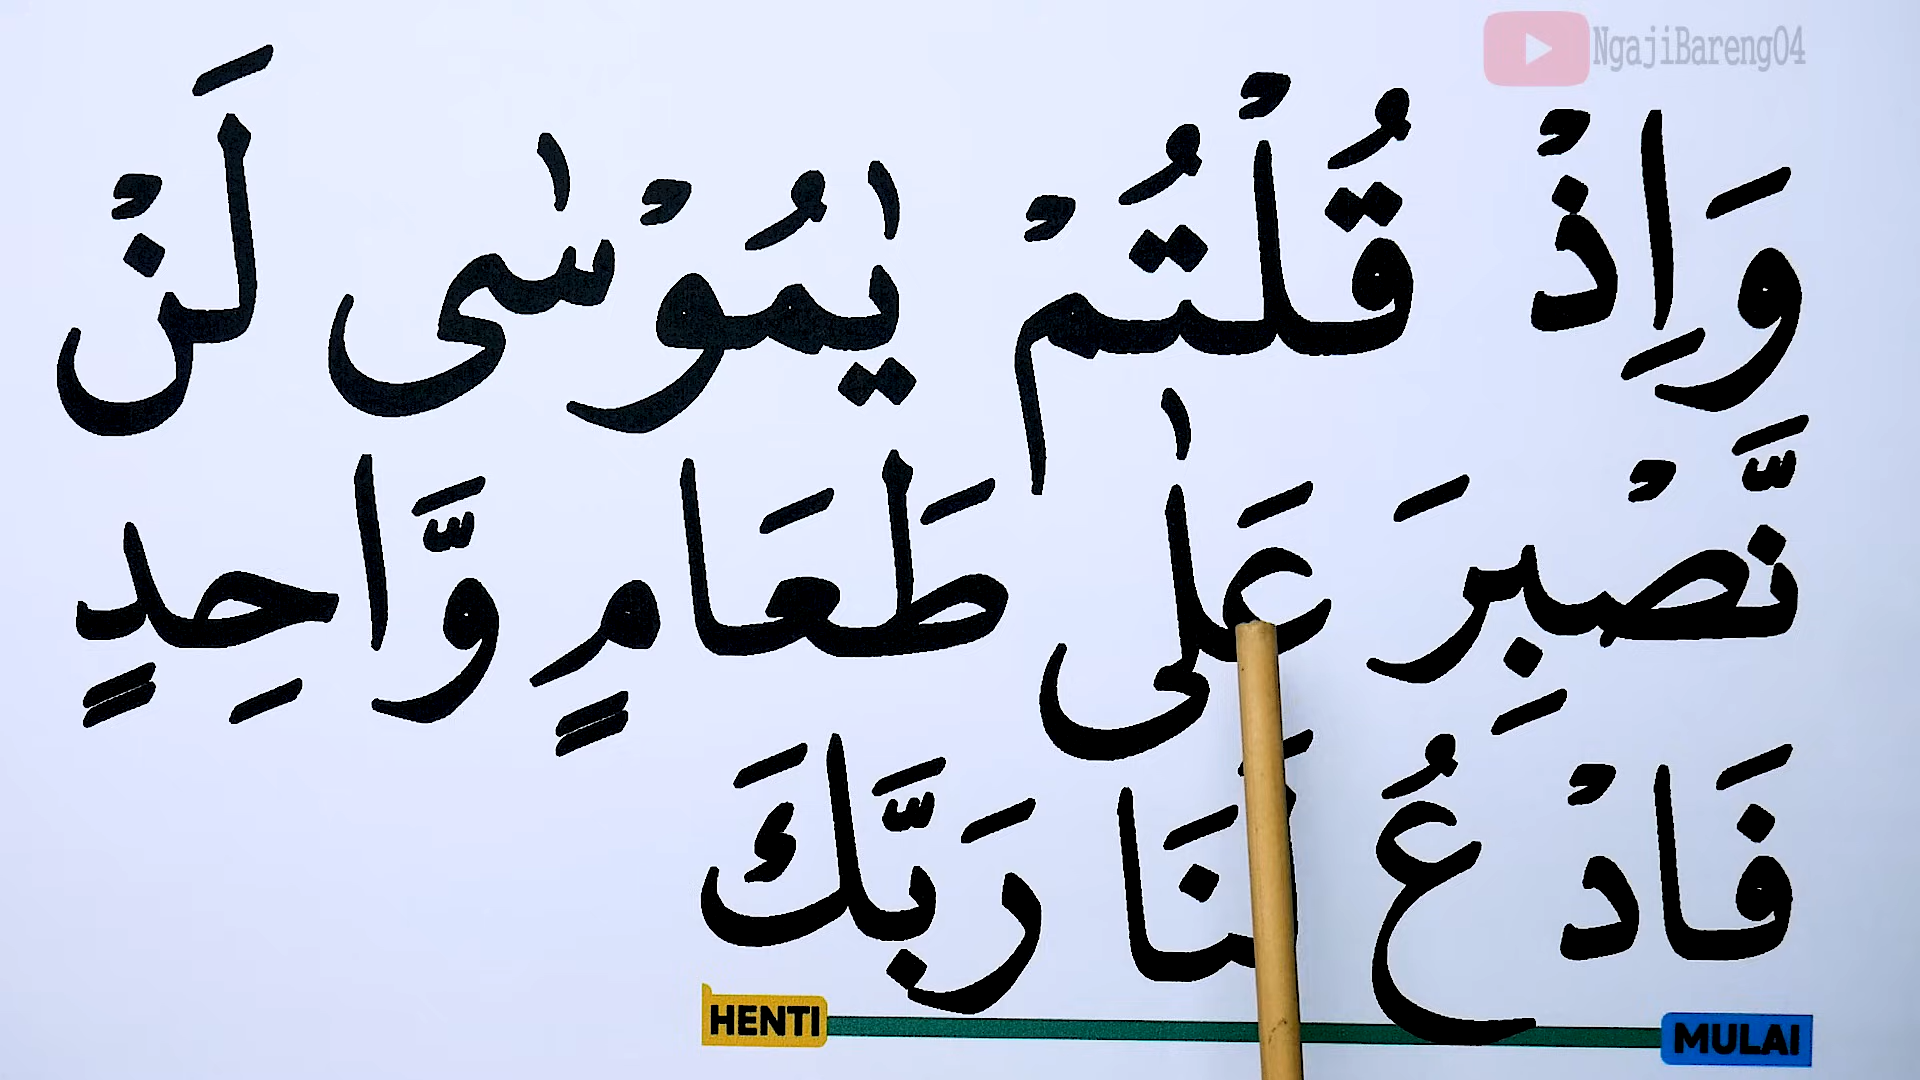 NgajiBareng04
وَاِذْ قُلْتُمْ يٰمُوْسٰى لَنْ
نَّصْبِرَ عَلٰى طَعَامٍ وَّاحِدٍ
فَادْعُ لَنَا رَبَّكَ
HENTI MULAI